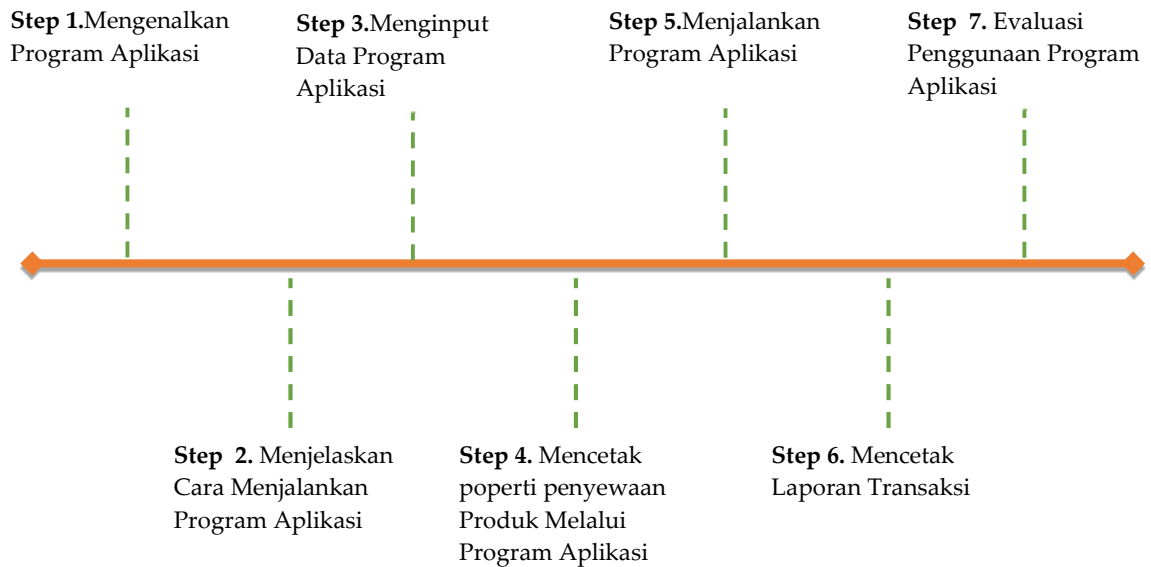 Step 1.Mengenalkan
Program Aplikasi
Step 2. Menjelaskan
Cara Menjalankan
Program Aplikasi
Step 3.Menginput
Data Program
Aplikasi
Step 4. Mencetak
poperti penyewaan
Produk Melalui
Program Aplikasi
Step 5.Menjalankan
Program Aplikasi
Step 6. Mencetak
Laporan Transaksi
Step 7. Evaluasi
Penggunaan Program
Aplikasi